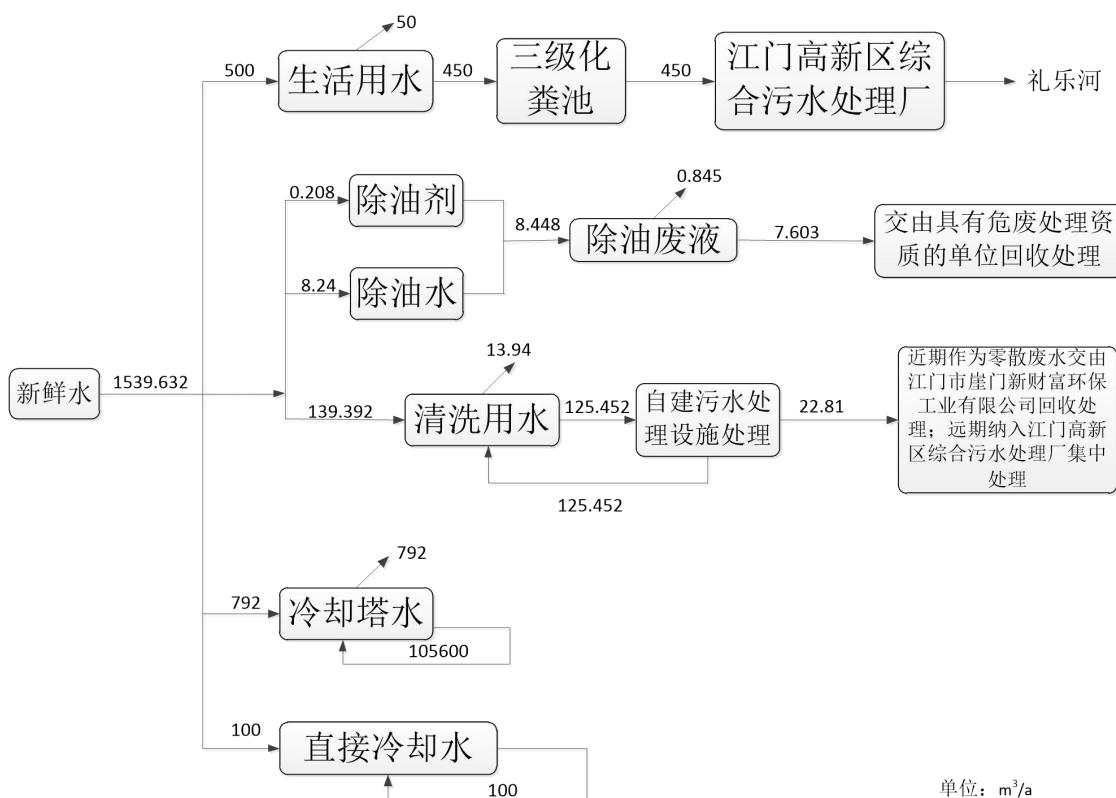 50
500
生活用水
450
三级化
粪池
450
江门高新区综
合污水处理厂
礼乐河
0.208
除油剂
8.24
除油水
8.448
0.845
除油废液
7.603
交由具有危废处理资
质的单位回收处理
新鲜水
1539.632
139.392
13.94
清洗用水
125.452
自建污水处
理设施处理
125.452
22.81
近期作为零散废水交由
江门市崖门新财富环保
工业有限公司回收处
理；远期纳入江门高新
区综合污水处理厂集中
处理
792
792
冷却塔水
105600
100
直接冷却水
100
单位：m³/a